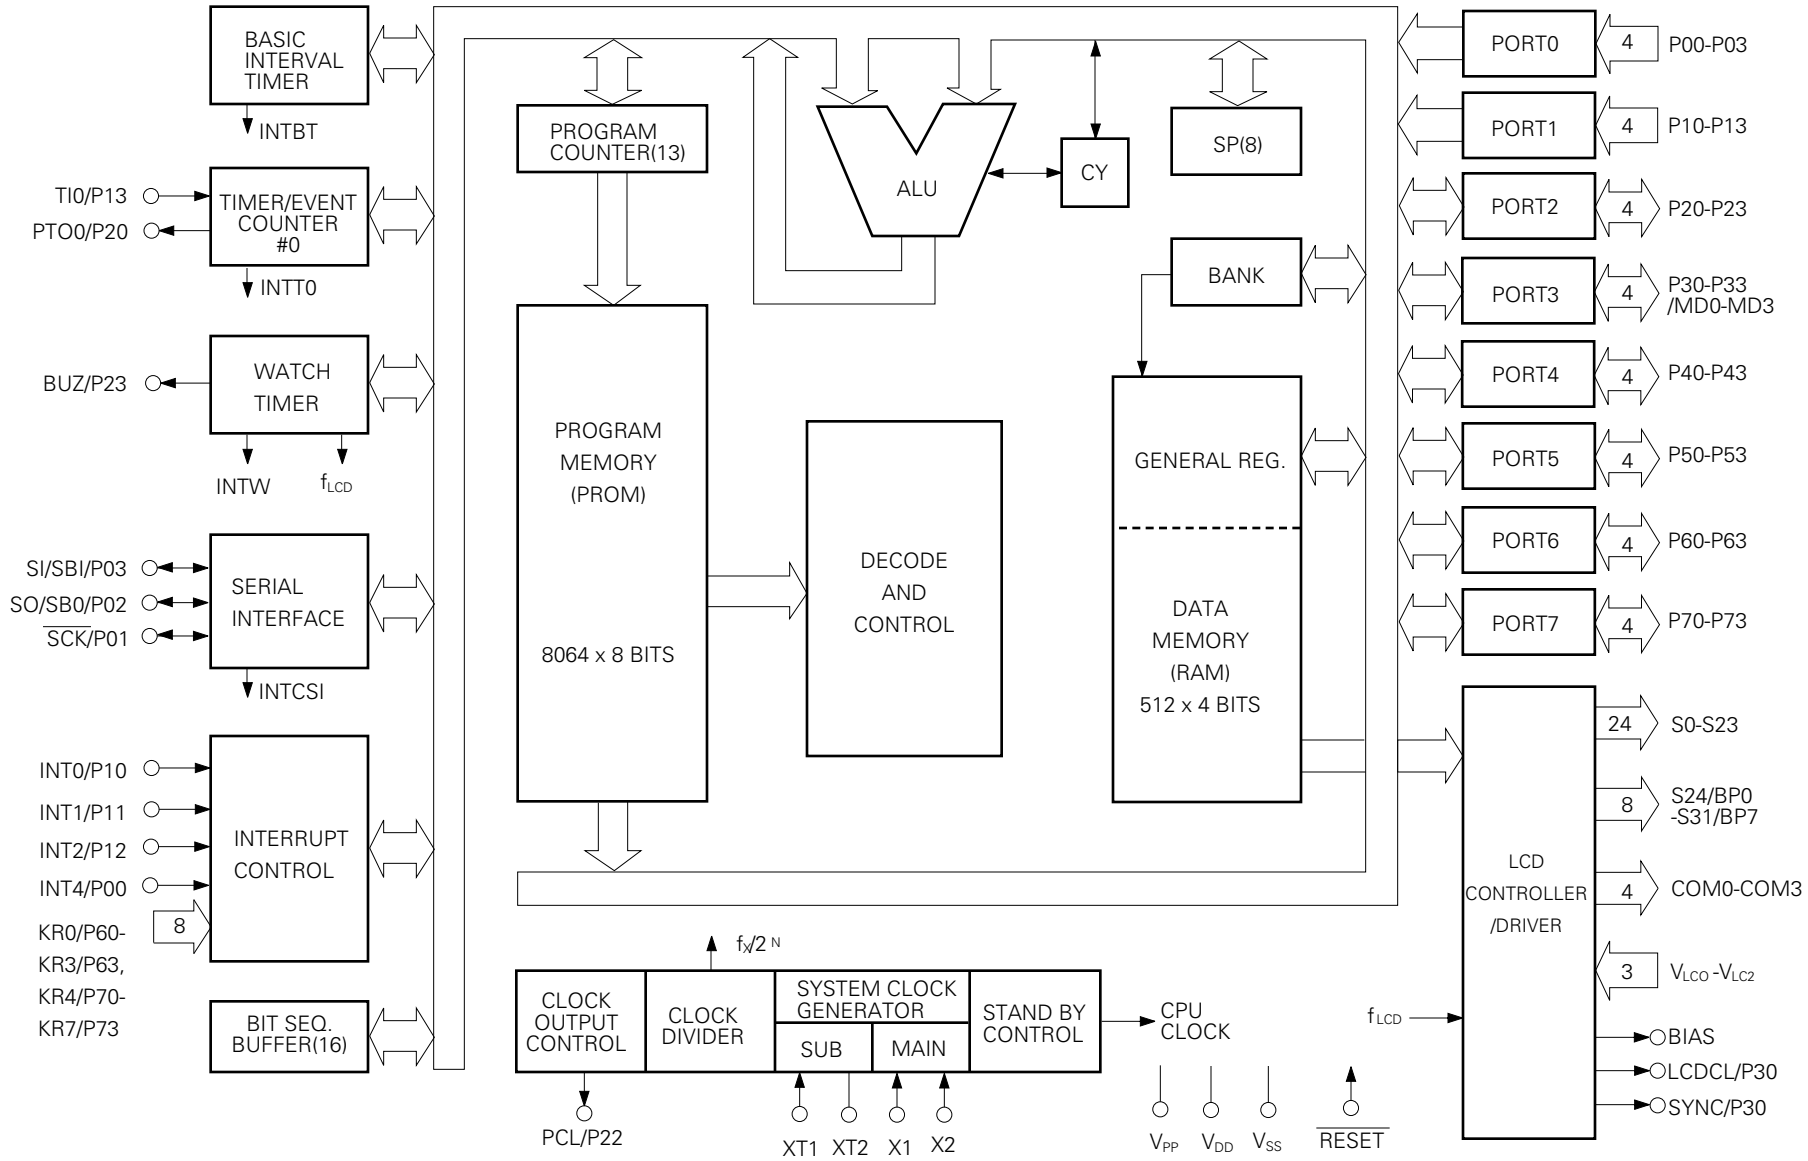 BASIC
INTERVAL
TIMER
INTBT
TI0/P13
PTO0/P20
TIMER/EVENT
COUNTER
#0
INTT0
BUZ/P23
WATCH
TIMER
INTW
fLCD
SI/SBI/P03
SO/SB0/P02
SCK/P01
SERIAL
INTERFACE
INTCSI
INT0/P10
INT1/P11
INT2/P12
INT4/P00
KR0/P60-
KR3/P63,
KR4/P70-
KR7/P73
8
INTERRUPT
CONTROL
BIT SEQ.
BUFFER(16)
PROGRAM
COUNTER(13)
ALU
CY
SP(8)
BANK
PROGRAM
MEMORY
(PROM)
8064 x 8 BITS
DECODE
AND
CONTROL
GENERAL REG.
DATA
MEMORY
(RAM)
512 x 4 BITS
fX/2 N
CLOCK
OUTPUT
CONTROL
CLOCK
DIVIDER
SYSTEM CLOCK
GENERATOR
SUB
MAIN
STAND BY
CONTROL
CPU
CLOCK
PCL/P22
XT1
XT2
X1
X2
VPP
VDD
VSS
RESET
PORT0
4
P00-P03
PORT1
4
P10-P13
PORT2
4
P20-P23
PORT3
4
P30-P33
/MD0-MD3
PORT4
4
P40-P43
PORT5
4
P50-P53
PORT6
4
P60-P63
PORT7
4
P70-P73
LCD
CONTROLLER
/DRIVER
24
S0-S23
8
S24/BP0
-S31/BP7
4
COM0-COM3
3
VLCO -VLC2
fLCD
BIAS
LCDCL/P30
SYNC/P30